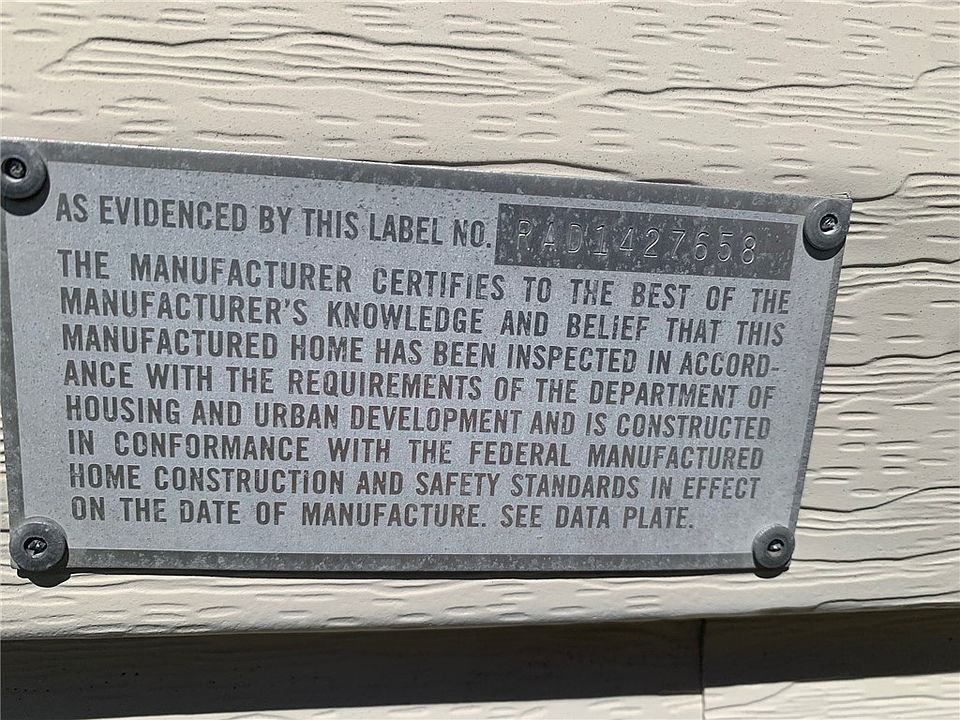 AS EVIDENCED BY THIS LABEL NO. RAD1427658
THE MANUFACTURER CERTIFIES TO THE BEST OF THE
MANUFACTURER'S KNOWLEDGE AND BELIEF THAT THIS
MANUFACTURED HOME HAS BEEN INSPECTED IN ACCORD-
ANCE WITH THE REQUIREMENTS OF THE DEPARTMENT OF
HOUSING AND URBAN DEVELOPMENT AND IS CONSTRUCTED
IN CONFORMANCE WITH THE FEDERAL MANUFACTURED
HOME CONSTRUCTION AND SAFETY STANDARDS IN EFFECT
ON THE DATE OF MANUFACTURE. SEE DATA PLATE.